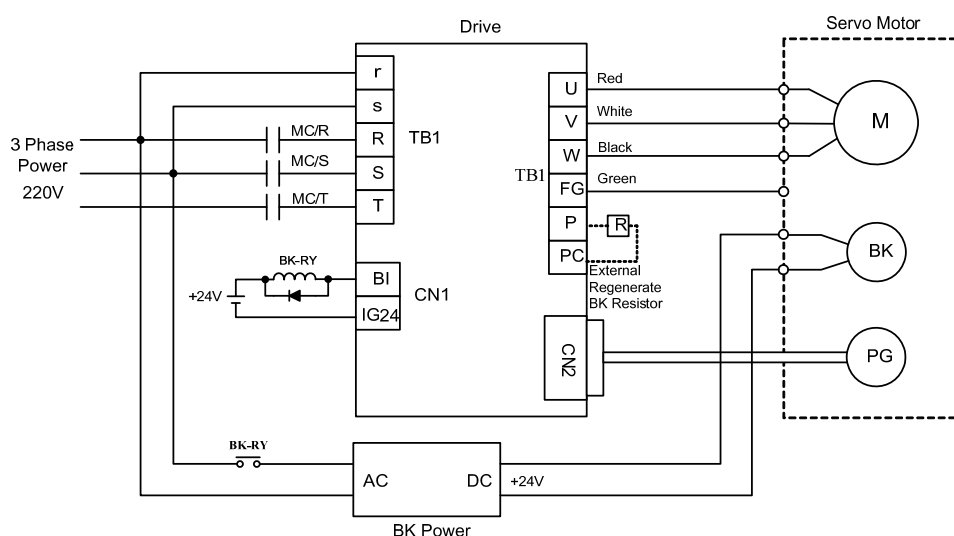 Drive
Servo Motor
r
s
R
S
T
TB1
3 Phase
Power
220V
MC/R
MC/S
MC/T
U
V
W
FG
P
PC
TB1
Red
White
Black
Green
R
External
Regenerate
BK Resistor
M
BK
PG
BK-RY
+24V
BI
IG24
CN1
CN2
BK-RY
AC
DC
+24V
BK Power